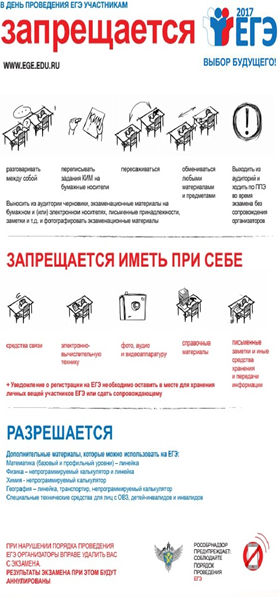 В ДЕНЬ ПРОВЕДЕНИЯ ЕГЭ УЧАСТНИКАМ
запрещается
2017
ЕГЭ
WWW.EGE.EDU.RU
ВЫБОР БУДУЩЕГО!
разговаривать
между собой
переписывать
задания КИМ на
бумажные носители
пересаживаться
обмениваться
любыми
материалами
и предметами
Выходить из
аудиторий и
ходить по ППЭ
во время
экзамена без
сопровождения
организаторов
Выносить из аудитории черновики, экзаменационные материалы на
бумажном и (или) электронном носителях, письменные принадлежности,
заметки и т.д. и фотографировать экзаменационные материалы
ЗАПРЕЩАЕТСЯ ИМЕТЬ ПРИ СЕБЕ
средства связи
электронно-
вычислительную
технику
фото, аудио
и видеоаппаратуру
справочные
материалы
письменные
заметки и иные
средства
хранения
и передачи
информации
+ Уведомление о регистрации на ЕГЭ необходимо оставить в месте для хранения
личных вещей участников ЕГЭ или сдать сопровождающему
РАЗРЕШАЕТСЯ
Дополнительные материалы, которые можно использовать на ЕГЭ:
Математика (базовый и профильный уровни) – линейка
Физика – непрограммируемый калькулятор и линейка
Химия - непрограммируемый калькулятор
География – линейка, транспортир, непрограммируемый калькулятор
Специальные технические средства для лиц с ОВЗ, детей-инвалидов и инвалидов
ПРИ НАРУШЕНИИ ПОРЯДКА ПРОВЕДЕНИЯ
ЕГЭ ОРГАНИЗАТОРЫ ВПРАВЕ УДАЛИТЬ ВАС
С ЭКЗАМЕНА.
РЕЗУЛЬТАТЫ ЭКЗАМЕНА ПРИ ЭТОМ БУДУТ
АННУЛИРОВАНЫ
РОСОБРНАДЗОР
ПРЕДУПРЕЖДАЕТ:
СОБЛЮДАЙТЕ
ПОРЯДОК
ПРОВЕДЕНИЯ
ЕГЭ